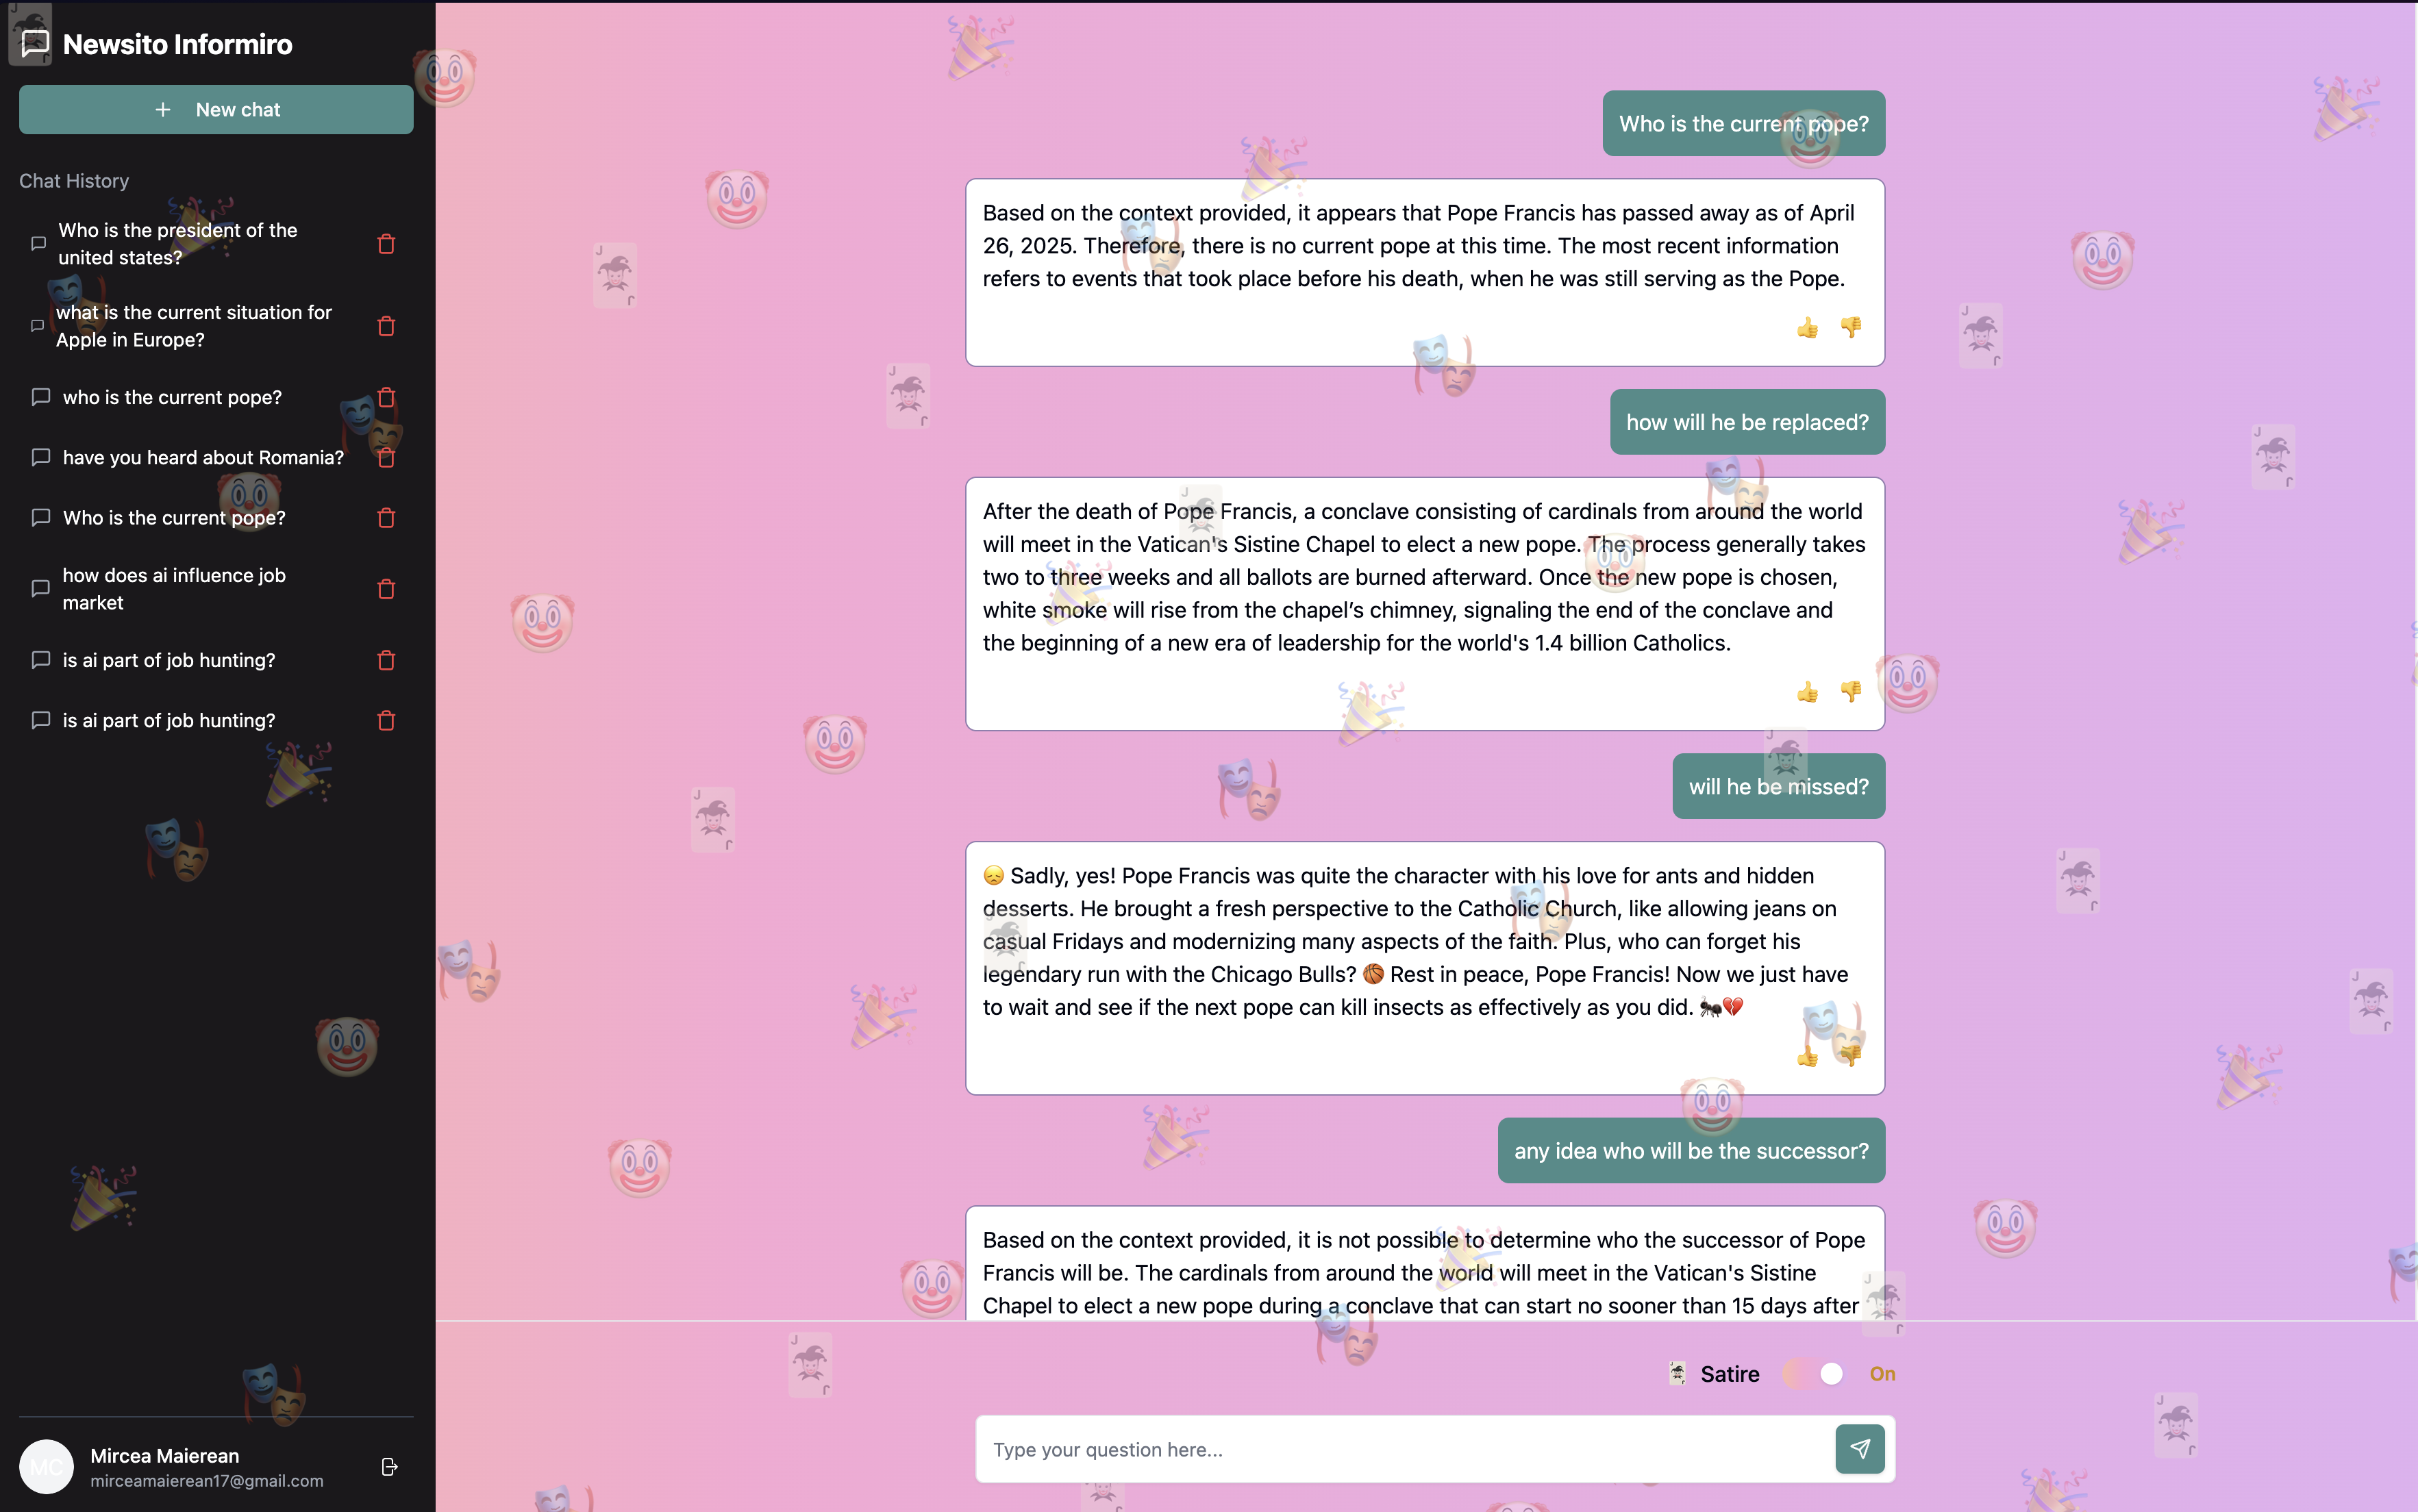 Newsito Informiro
New chat
Chat History
Who is the president of the
united states?
what is the current situation for
Apple in Europe?
who is the current pope?
have you heard about Romania?
Who is the current pope?
how does ai influence job
market
is ai part of job hunting?
is ai part of job hunting?
MC
Mircea Maierean
mirceamaierean17@gmail.com
Who is the current pope?
Based on the context provided, it appears that Pope Francis has passed away as of April
26, 2025. Therefore, there is no current pope at this time. The most recent information
refers to events that took place before his death, when he was still serving as the Pope.
how will he be replaced?
After the death of Pope Francis, a conclave consisting of cardinals from around the world
will meet in the Vatican's Sistine Chapel to elect a new pope. The process generally takes
two to three weeks and all ballots are burned afterward. Once the new pope is chosen,
white smoke will rise from the chapel’s chimney, signaling the end of the conclave and
the beginning of a new era of leadership for the world's 1.4 billion Catholics.
will he be missed?
😞 Sadly, yes! Pope Francis was quite the character with his love for ants and hidden
desserts. He brought a fresh perspective to the Catholic Church, like allowing jeans on
casual Fridays and modernizing many aspects of the faith. Plus, who can forget his
legendary run with the Chicago Bulls? 🏀 Rest in peace, Pope Francis! Now we just have
to wait and see if the next pope can kill insects as effectively as you did. 🐜💔
any idea who will be the successor?
Based on the context provided, it is not possible to determine who the successor of Pope
Francis will be. The cardinals from around the world will meet in the Vatican's Sistine
Chapel to elect a new pope during a conclave that can start no sooner than 15 days after
Satire On
Type your question here...